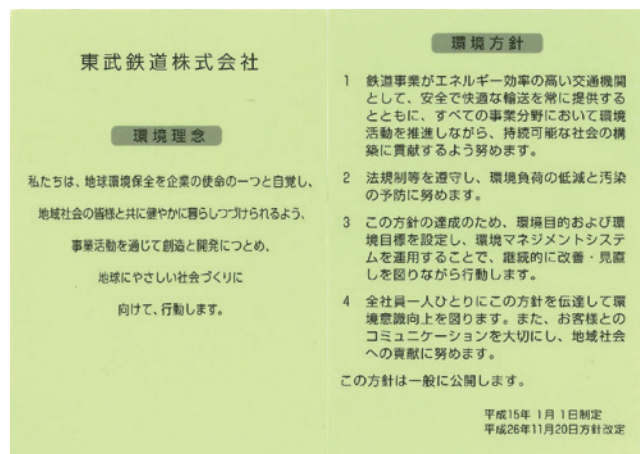 東武鉄道株式会社
環境理念
私たちは、地球環境保全を企業の使命の一つと自覚し、
地域社会の皆様と共に健やかに暮らしつづけられるよう、
事業活動を通じて創造と開発につとめ、
地球にやさしい社会づくりに
向けて、行動します。
環境方針
1 鉄道事業がエネルギー効率の高い交通機関
として、安全で快適な輸送を常に提供する
とともに、すべての事業分野において環境
活動を推進しながら、持続可能な社会の構
築に貢献するよう努めます。
2 法規制等を遵守し、環境負荷の低減と汚染
の予防に努めます。
3 この方針の達成のため、環境目的および環
境目標を設定し、環境マネジメントシステ
ムを運用することで、継続的に改善・見直
しを図りながら行動します。
4 全社員一人ひとりにこの方針を伝達して環
境意識向上を図ります。また、お客様との
コミュニケーションを大切にし、地域社会
への貢献に努めます。
この方針は一般に公開します。
平成15年 1月 1日制定
平成26年11月20日方針改定